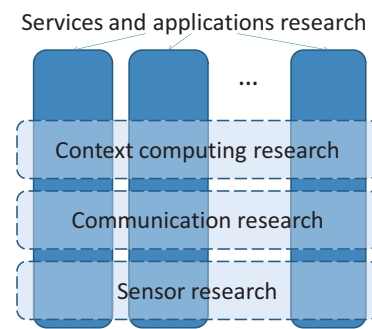 Services and applications research
...
Context computing research
Communication research
Sensor research